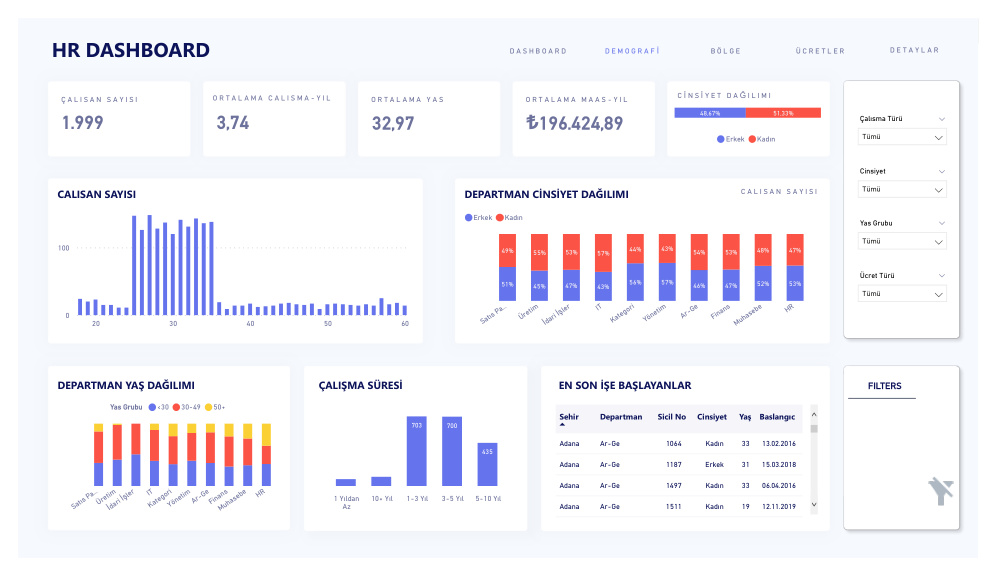 HR DASHBOARD
DASHBOARD
DEMOGRAFİ
BÖLGE
ÜCRETLER
DETAYLAR
ÇALISAN SAYISI
1.999
ORTALAMA CALISMA-YIL
3,74
ORTALAMA YAS
32,97
ORTALAMA MAAS-YIL
₺196.424,89
CİNSİYET DAĞILIMI
48,67% 51,33%
Erkek Kadın
Çalısma Türü
Tümü
Cinsiyet
Tümü
Yas Grubu
Tümü
Ücret Türü
Tümü
CALISAN SAYISI
100
0
20 30 40 50 60
DEPARTMAN CİNSİYET DAĞILIMI
CALISAN SAYISI
Erkek Kadın
49% 55% 53% 57% 44% 43% 54% 53% 48% 47%
51% 45% 47% 43% 56% 57% 46% 47% 52% 53%
Satıs Pa... Üretim İdari İşler IT Kategori Yönetim Ar-Ge Finans Muhasebe HR
DEPARTMAN YAŞ DAĞILIMI
Yas Grubu <30 30-49 50+
Satıs Pa... Üretim İdari İşler IT Kategori Yönetim Ar-Ge Finans Muhasebe HR
ÇALIŞMA SÜRESİ
703 700 435
1 Yıldan Az 10+ Yıl 1-3 Yıl 3-5 Yıl 5-10 Yıl
EN SON İŞE BAŞLAYANLAR
Sehir Departman Sicil No Cinsiyet Yaş Baslangıc
Adana Ar-Ge 1064 Kadın 33 13.02.2016
Adana Ar-Ge 1187 Erkek 31 15.03.2018
Adana Ar-Ge 1497 Kadın 33 06.04.2016
Adana Ar-Ge 1511 Kadın 19 12.11.2019
FILTERS